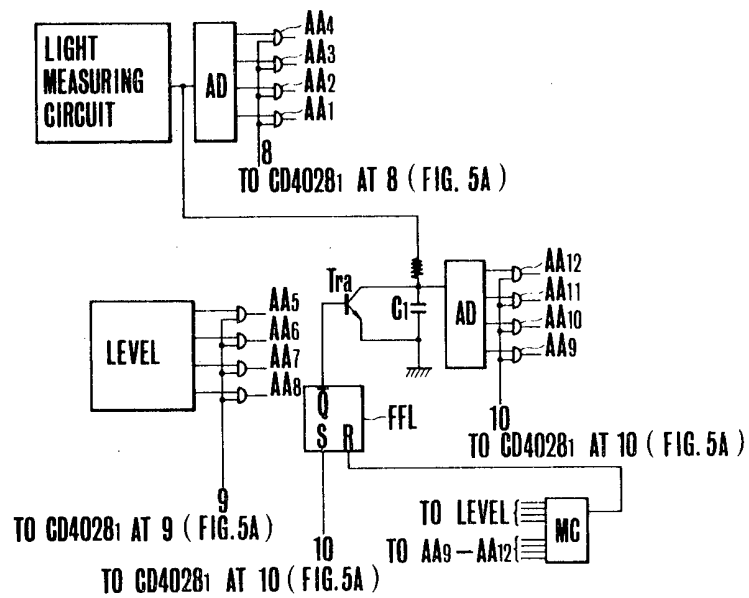 LIGHT
MEASURING
CIRCUIT
AD
AA4
AA3
AA2
AA1
8
TO CD40281 AT 8 (FIG. 5A)
Tra
C1
AD
AA12
AA11
AA10
AA9
10
TO CD40281 AT 10 (FIG. 5A)
LEVEL
AA5
AA6
AA7
AA8
9
TO CD40281 AT 9 (FIG.5A)
Q
S R
FFL
10
TO CD40281 AT 10 (FIG.5A)
TO LEVEL{
TO AA9-AA12{
MC